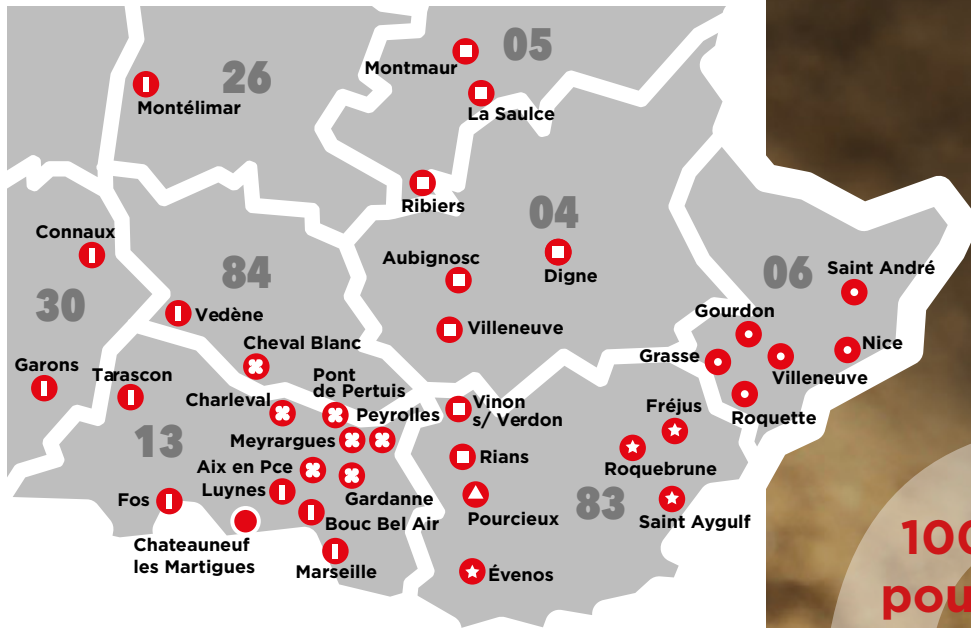 05
Montmaur
26
Montélimar
La Saulce
Ribiers
04
Connaux
Aubignosc
Digne
84
06
Saint André
30
Vedène
Villeneuve
Gourdon
Cheval Blanc
Nice
Grasse
Villeneuve
Garons
Tarascon
Pont
de Pertuis
Charleval
Peyrolles
Vinon
s/ Verdon
Fréjus
Roquette
13
Meyrargues
Rians
Roquebrune
Aix en Pce
Luynes
Gardanne
Fos
83
Bouc Bel Air
Pourcieux
Saint Aygulf
Chateauneuf
les Martigues
Marseille
Évenos
100
pou